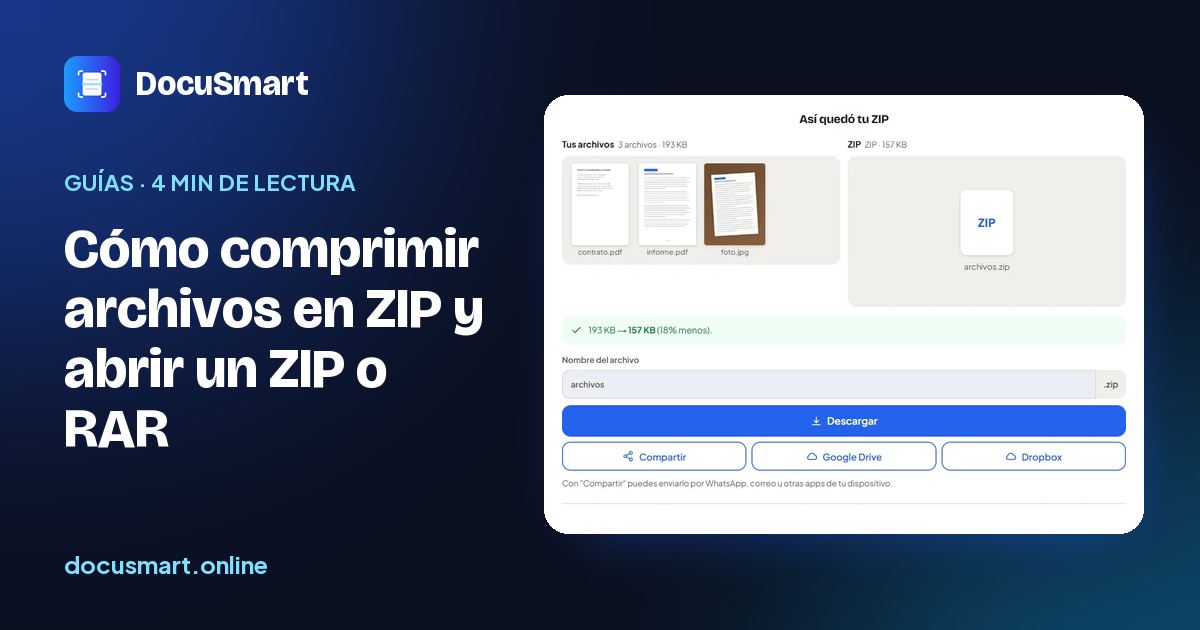 DocuSmart
GUÍAS · 4 MIN DE LECTURA
Cómo comprimir
archivos en ZIP y
abrir un ZIP o
RAR
docusmart.online
Así quedó tu ZIP
Tus archivos 3 archivos · 193 KB
contrato.pdf
informe.pdf
foto.jpg
ZIP ZIP · 157 KB
ZIP
archivos.zip
193 KB → 157 KB (18% menos).
Nombre del archivo
archivos
.zip
Descargar
Compartir
Google Drive
Dropbox
Con "Compartir" puedes enviarlo por WhatsApp, correo u otras apps de tu dispositivo.